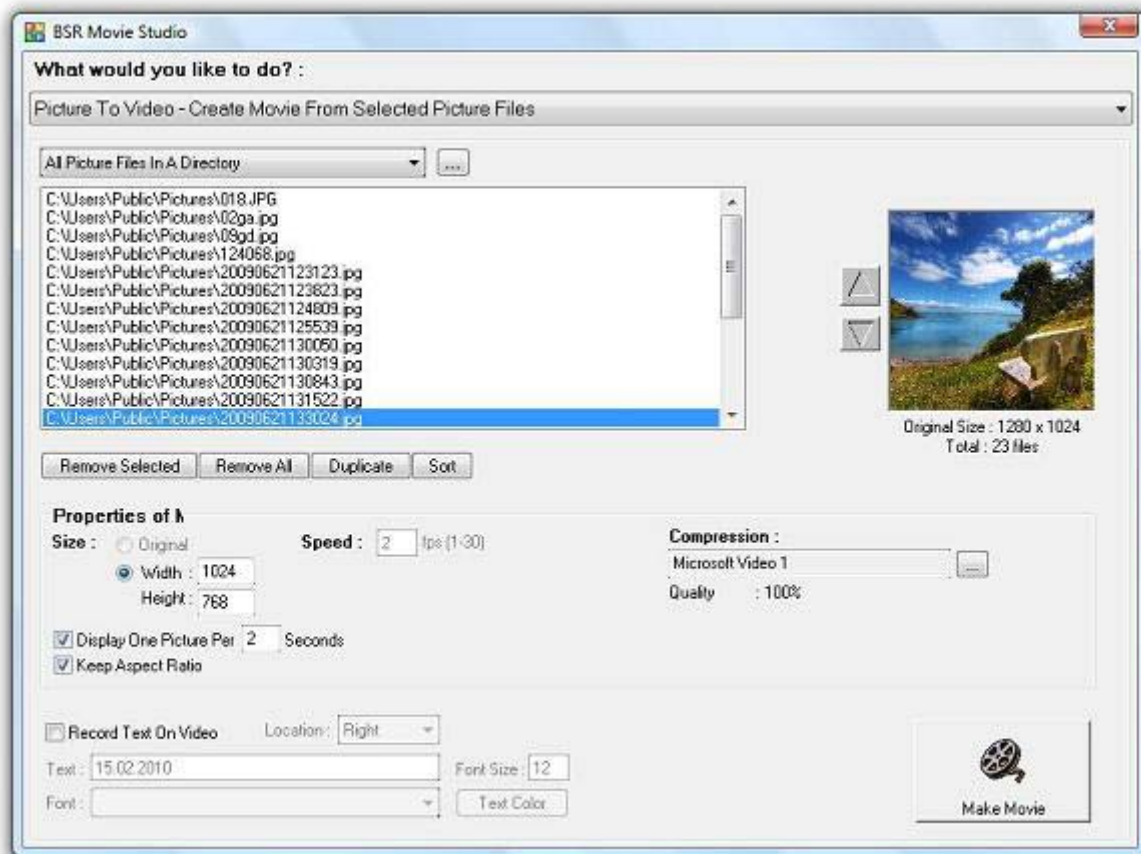 BSR Movie Studio
What would you like to do? :
Picture To Video - Create Movie From Selected Picture Files
All Picture Files In A Directory
...
C:\Users\Public\Pictures\018.JPG
C:\Users\Public\Pictures\02ga.jpg
C:\Users\Public\Pictures\09gd.jpg
C:\Users\Public\Pictures\124068.jpg
C:\Users\Public\Pictures\20090621123123.jpg
C:\Users\Public\Pictures\20090621123823.jpg
C:\Users\Public\Pictures\20090621124809.jpg
C:\Users\Public\Pictures\20090621125539.jpg
C:\Users\Public\Pictures\20090621130050.jpg
C:\Users\Public\Pictures\20090621130319.jpg
C:\Users\Public\Pictures\20090621130843.jpg
C:\Users\Public\Pictures\20090621131522.jpg
C:\Users\Public\Pictures\20090621133024.jpg
Original Size : 1280 x 1024
Total : 23 files
Remove Selected Remove All Duplicate Sort
Properties of M
Size : Original Speed : 2 fps (1-30) Compression :
Width : 1024 Microsoft Video 1 ...
Height : 768 Quality : 100%
Display One Picture Per 2 Seconds
Keep Aspect Ratio
Record Text On Video Location : Right
Text : 15.02.2010 Font Size : 12
Font : Text Color
Make Movie